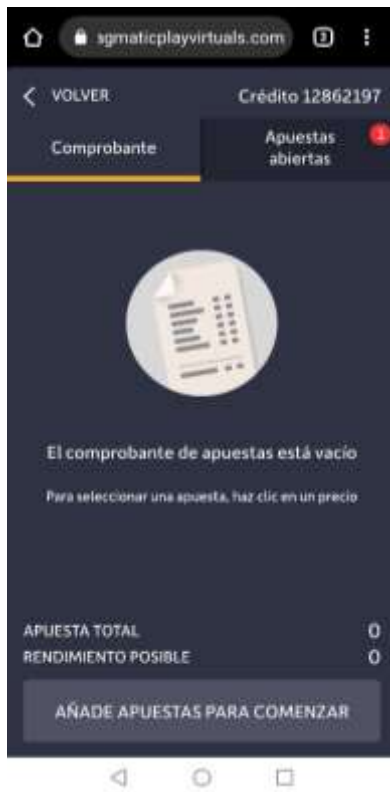 agmaticplayvirtuals.com 3
VOLVER Crédito 12862197
Comprobante
Apuestas abiertas 1
El comprobante de apuestas está vacío
Para seleccionar una apuesta, haz clic en un precio
APUESTA TOTAL 0
RENDIMIENTO POSIBLE 0
AÑADE APUESTAS PARA COMENZAR